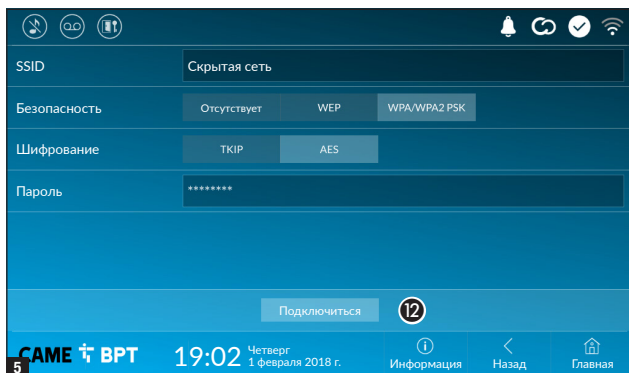 SSID Скрытая сеть
Безопасность Отсутствует WEP WPA/WPA2 PSK
Шифрование TKIP AES
Пароль ********
Подключиться 12
5 CAME BPT 19:02 Четверг
1 февраля 2018 г.
Информация Назад Главная